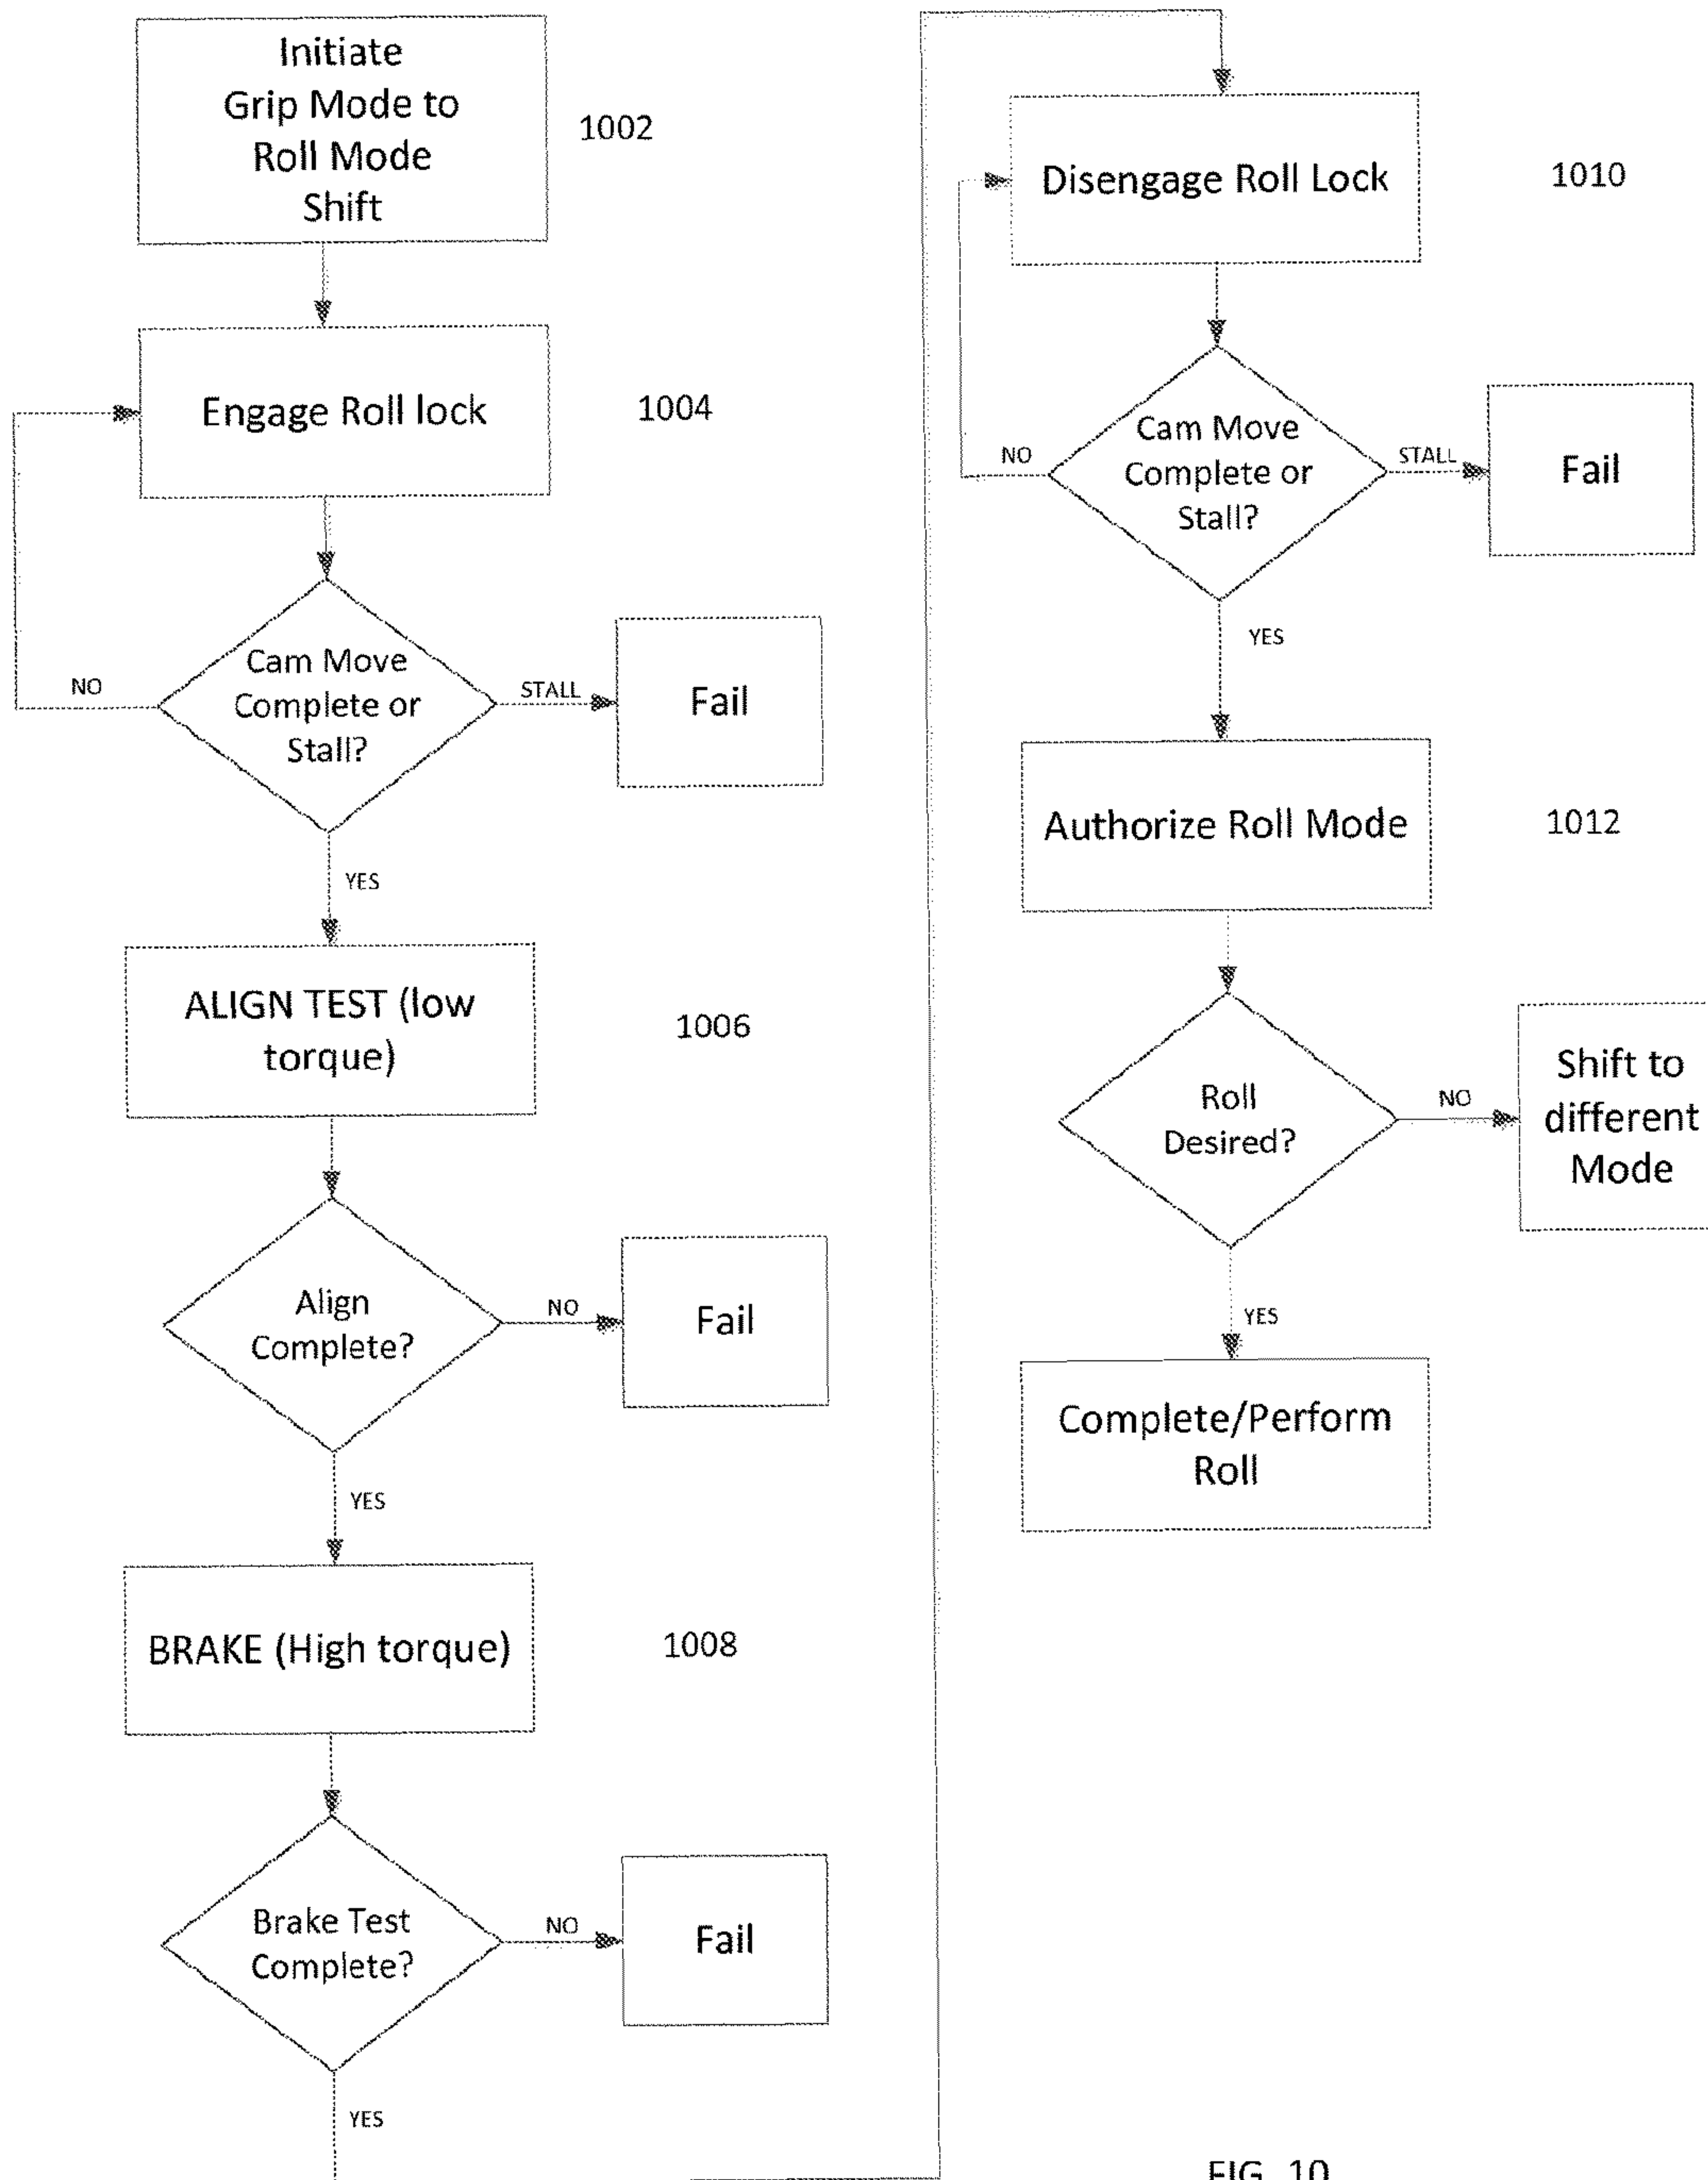 Initiate
Grip Mode to
Roll Mode
Shift
1002
Engage Roll lock
1004
Cam Move
Complete or
Stall?
NO
STALL
Fail
YES
ALIGN TEST (low
torque)
1006
Align
Complete?
NO
Fail
YES
BRAKE (High torque)
1008
Brake Test
Complete?
NO
Fail
YES
Disengage Roll Lock
1010
Cam Move
Complete or
Stall?
NO
STALL
Fail
YES
Authorize Roll Mode
1012
Roll
Desired?
NO
Shift to
different
Mode
YES
Complete/Perform
Roll
FIG. 10